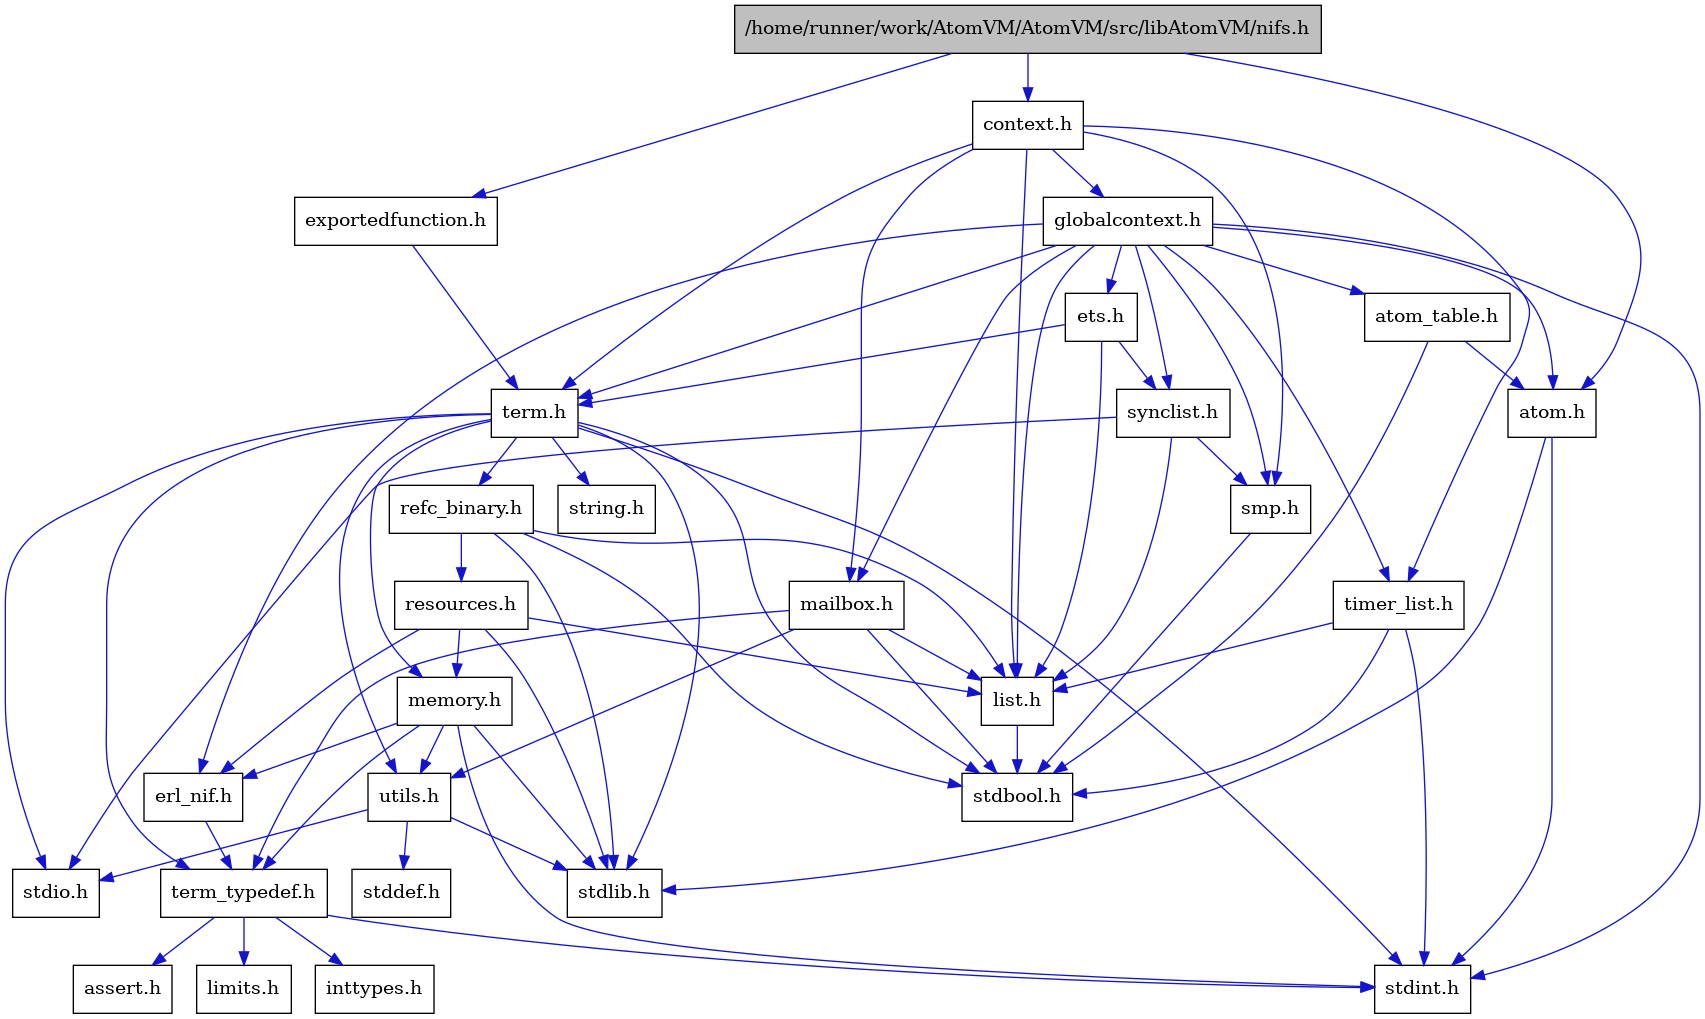 /home/runner/work/AtomVM/AtomVM/src/libAtomVM/nifs.h
context.h
exportedfunction.h
globalcontext.h
ets.h
atom_table.h
term.h
synclist.h
atom.h
refc_binary.h
string.h
smp.h
resources.h
mailbox.h
timer_list.h
memory.h
list.h
erl_nif.h
utils.h
stdbool.h
stdio.h
term_typedef.h
stddef.h
stdlib.h
assert.h
limits.h
inttypes.h
stdint.h